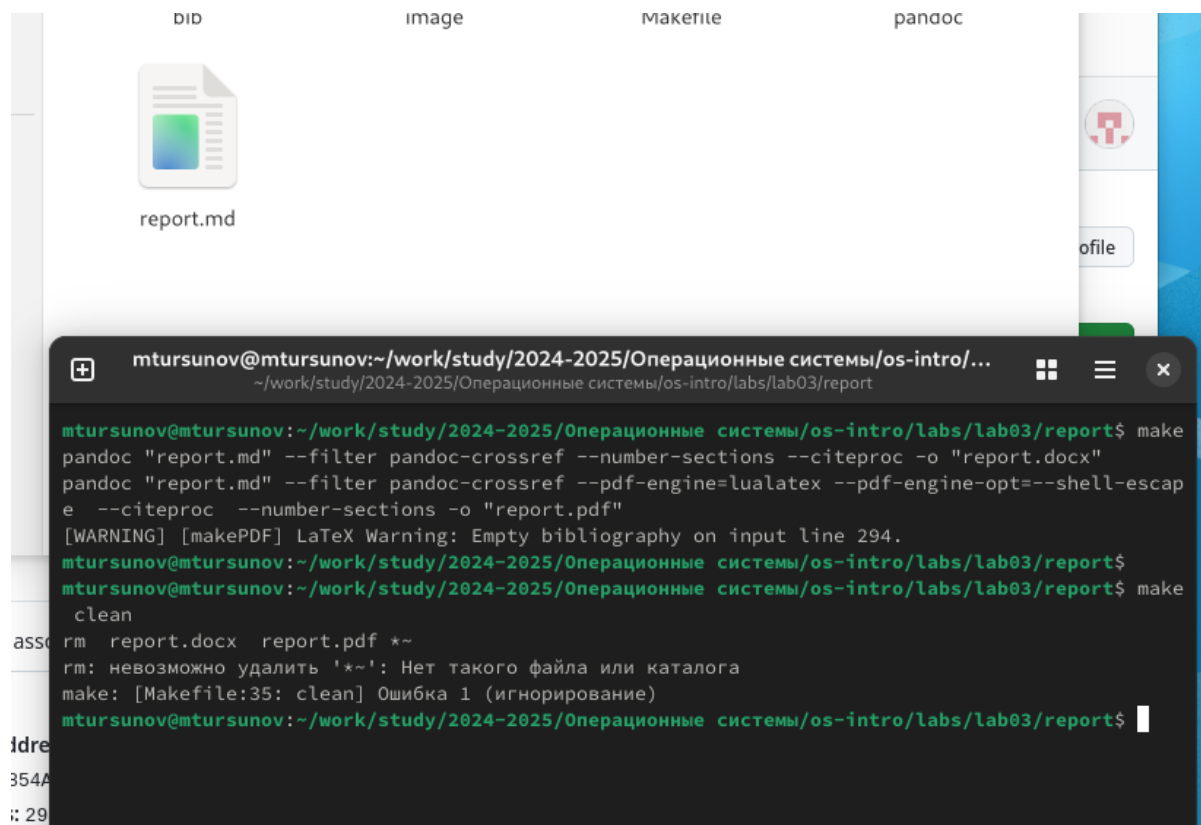 bib image Makefile pandoc
report.md
ofile
mtursunov@mtursunov:~/work/study/2024-2025/Операционные системы/os-intro/...
~/work/study/2024-2025/Операционные системы/os-intro/labs/lab03/report
mtursunov@mtursunov:~/work/study/2024-2025/Операционные системы/os-intro/labs/lab03/report$ make
pandoc "report.md" --filter pandoc-crossref --number-sections --citeproc -o "report.docx"
pandoc "report.md" --filter pandoc-crossref --pdf-engine=lualatex --pdf-engine-opt=--shell-escap
e  --citeproc  --number-sections -o "report.pdf"
[WARNING] [makePDF] LaTeX Warning: Empty bibliography on input line 294.
mtursunov@mtursunov:~/work/study/2024-2025/Операционные системы/os-intro/labs/lab03/report$
mtursunov@mtursunov:~/work/study/2024-2025/Операционные системы/os-intro/labs/lab03/report$ make
 clean
rm  report.docx  report.pdf *~
rm: невозможно удалить '*~': Нет такого файла или каталога
make: [Makefile:35: clean] Ошибка 1 (игнорирование)
mtursunov@mtursunov:~/work/study/2024-2025/Операционные системы/os-intro/labs/lab03/report$
asso
ddre
354A
: 29